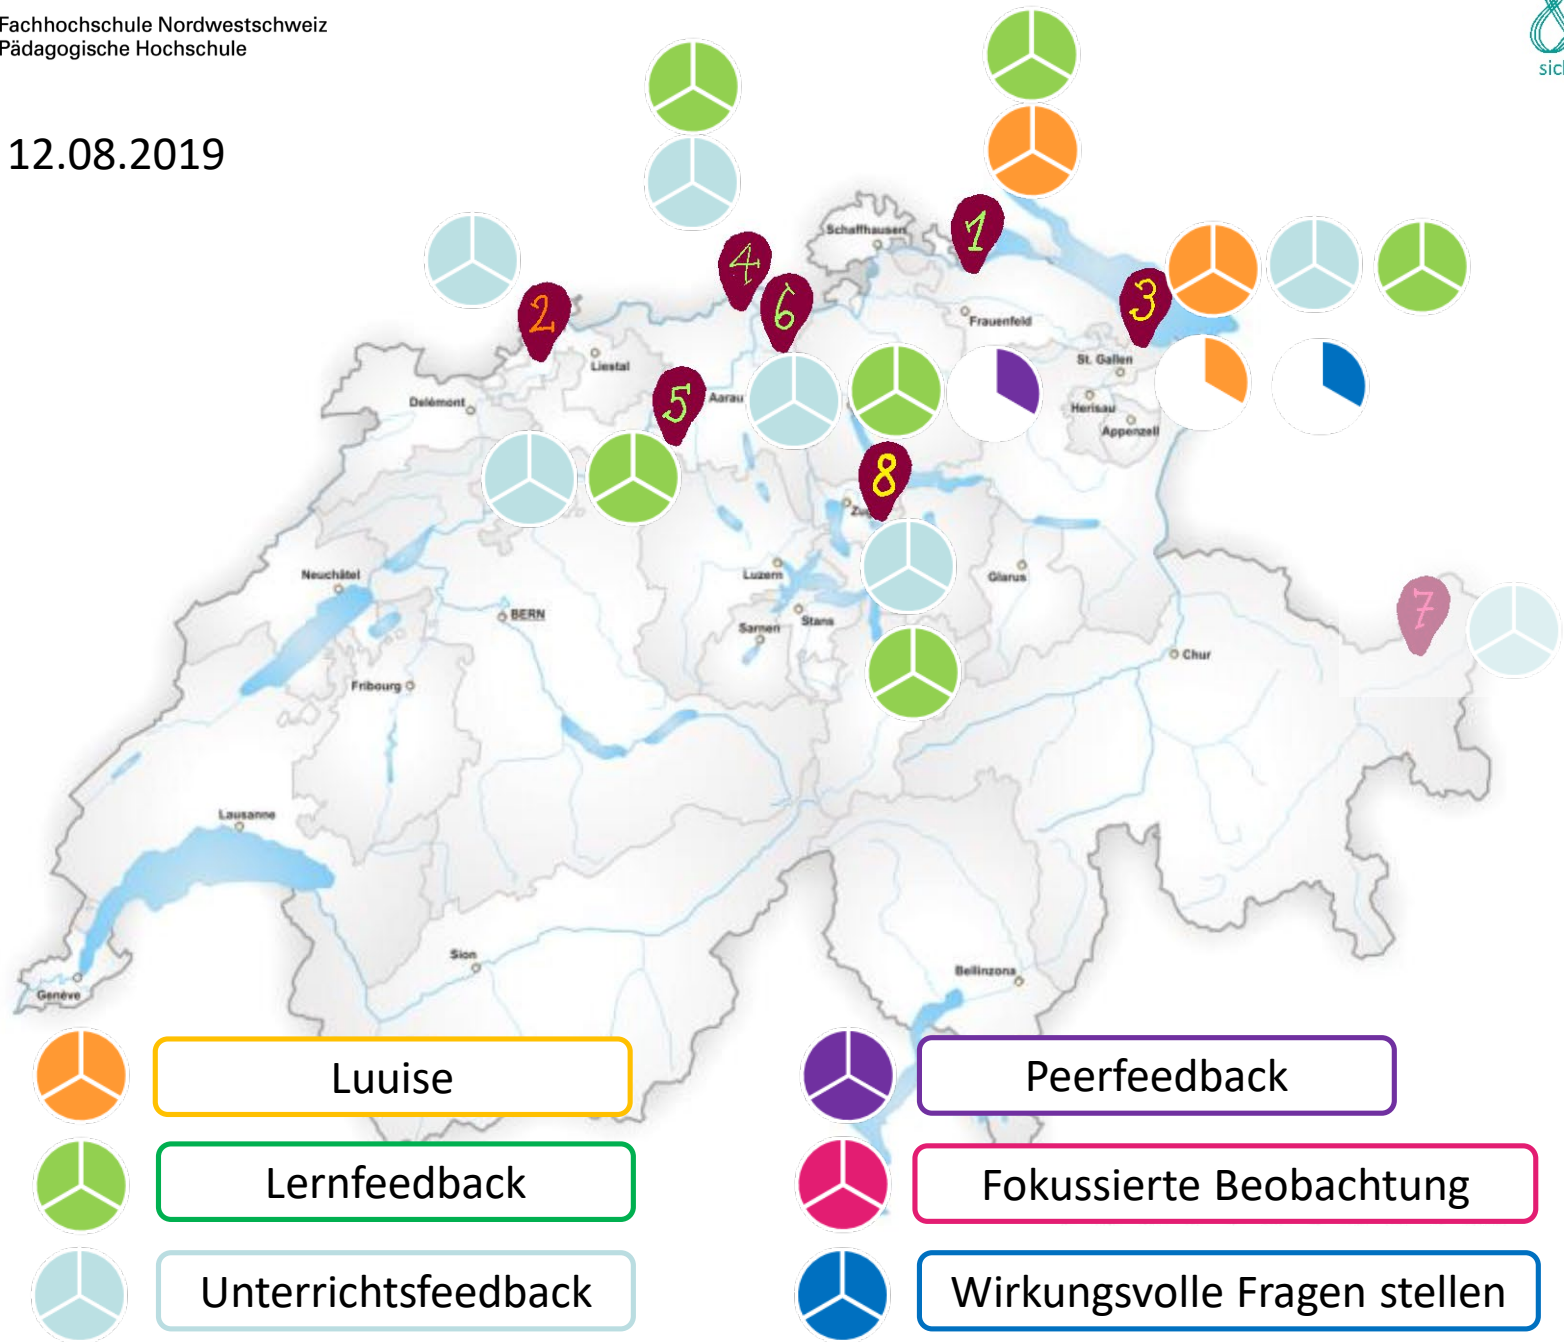 Fachhochschule Nordwestschweiz
Pädagogische Hochschule
12.08.2019
Schaffhausen
1
4
2
6
3
Frauenfeld
Liestal
St. Gallen
Delémont
5
Aarau
Herisau
Appenzell
8
Neuchâtel
Luzern
Glarus
BERN
7
Stans
Sarnen
Chur
Fribourg
Lausanne
Sion
Bellinzona
Genève
Luuise
Peerfeedback
Lernfeedback
Fokussierte Beobachtung
Unterrichtsfeedback
Wirkungsvolle Fragen stellen